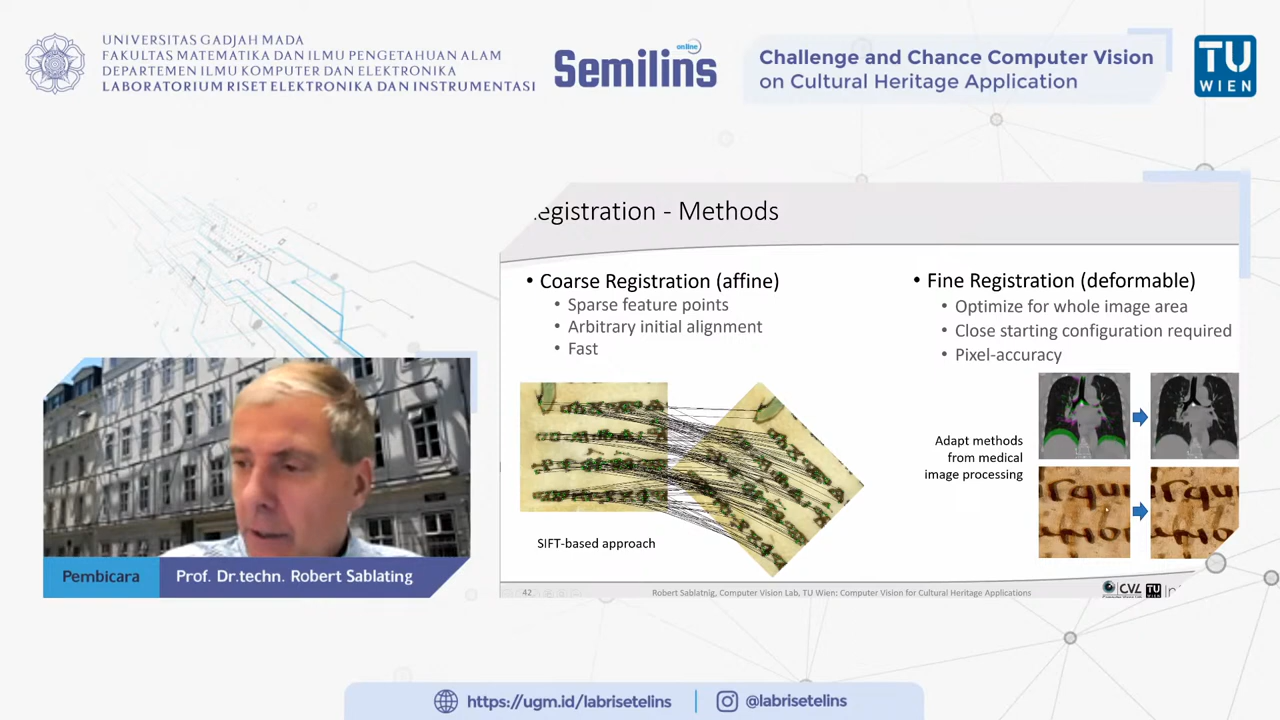 UNIVERSITAS GADJAH MADA
FAKULTAS MATEMATIKA DAN ILMU PENGETAHUAN ALAM
DEPARTEMEN ILMU KOMPUTER DAN ELEKTRONIKA
LABORATORIUM RISET ELEKTRONIKA DAN INSTRUMENTASI
online
Semilins
Challenge and Chance Computer Vision
on Cultural Heritage Application
TU
WIEN
egistration - Methods
• Coarse Registration (affine)
• Sparse feature points
• Arbitrary initial alignment
• Fast
SIFT-based approach
• Fine Registration (deformable)
• Optimize for whole image area
• Close starting configuration required
• Pixel-accuracy
Adapt methods
from medical
image processing
42
Robert Sablatnig, Computer Vision Lab, TU Wien: Computer Vision for Cultural Heritage Applications
CVL
TU
Pembicara
Prof. Dr.techn. Robert Sablating
https://ugm.id/labrisetelins
@labrisetelins